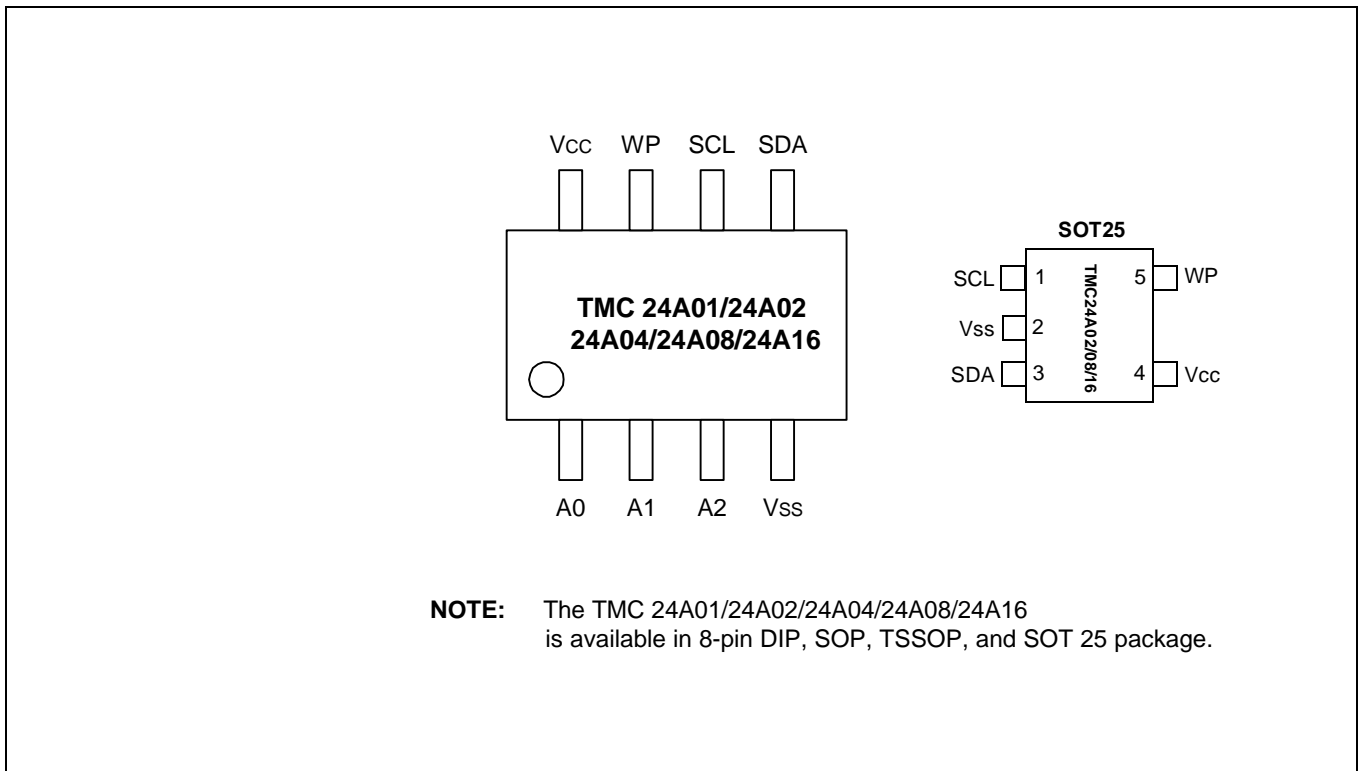 VCC WP SCL SDA
TMC 24A01/24A02
24A04/24A08/24A16
A0 A1 A2 VSS
SOT25
SCL 1 5 WP
Vss 2
SDA 3 4 Vcc
TMC24A02/08/16
NOTE: The TMC 24A01/24A02/24A04/24A08/24A16
is available in 8-pin DIP, SOP, TSSOP, and SOT 25 package.